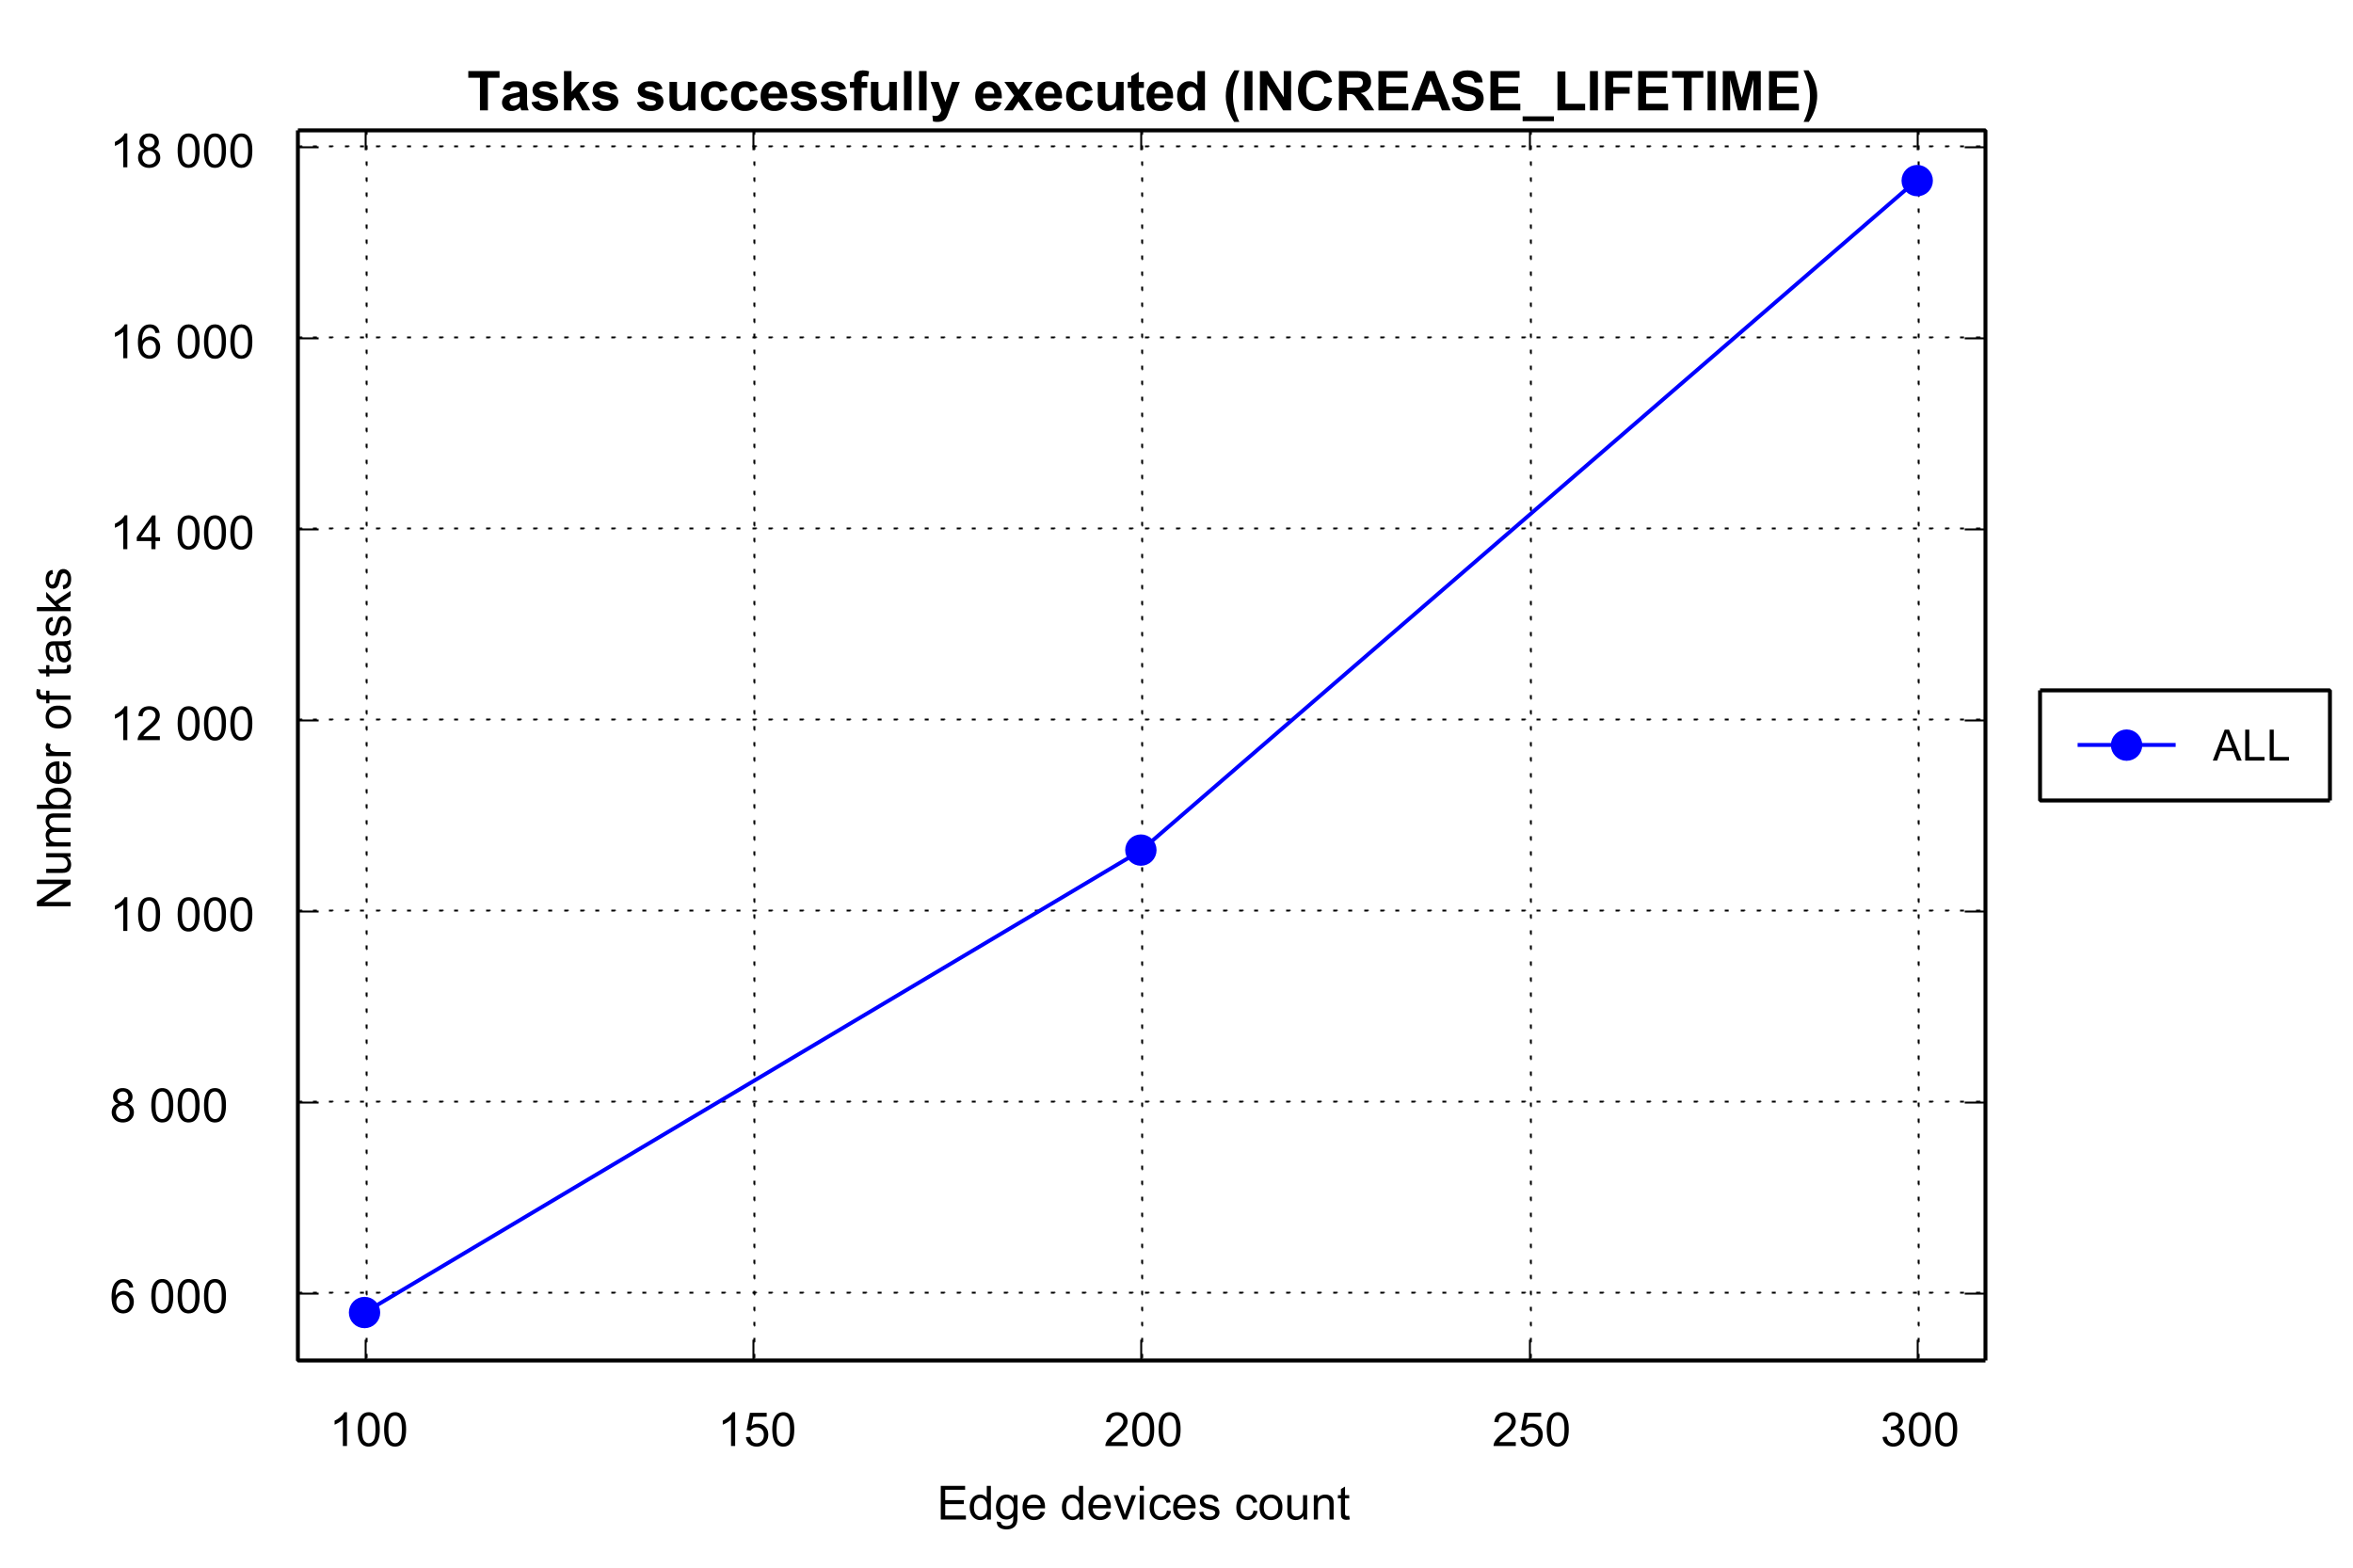 Tasks successfully executed (INCREASE_LIFETIME)
18 000
16 000
14 000
12 000
10 000
8 000
6 000
Number of tasks
100 150 200 250 300
Edge devices count
ALL